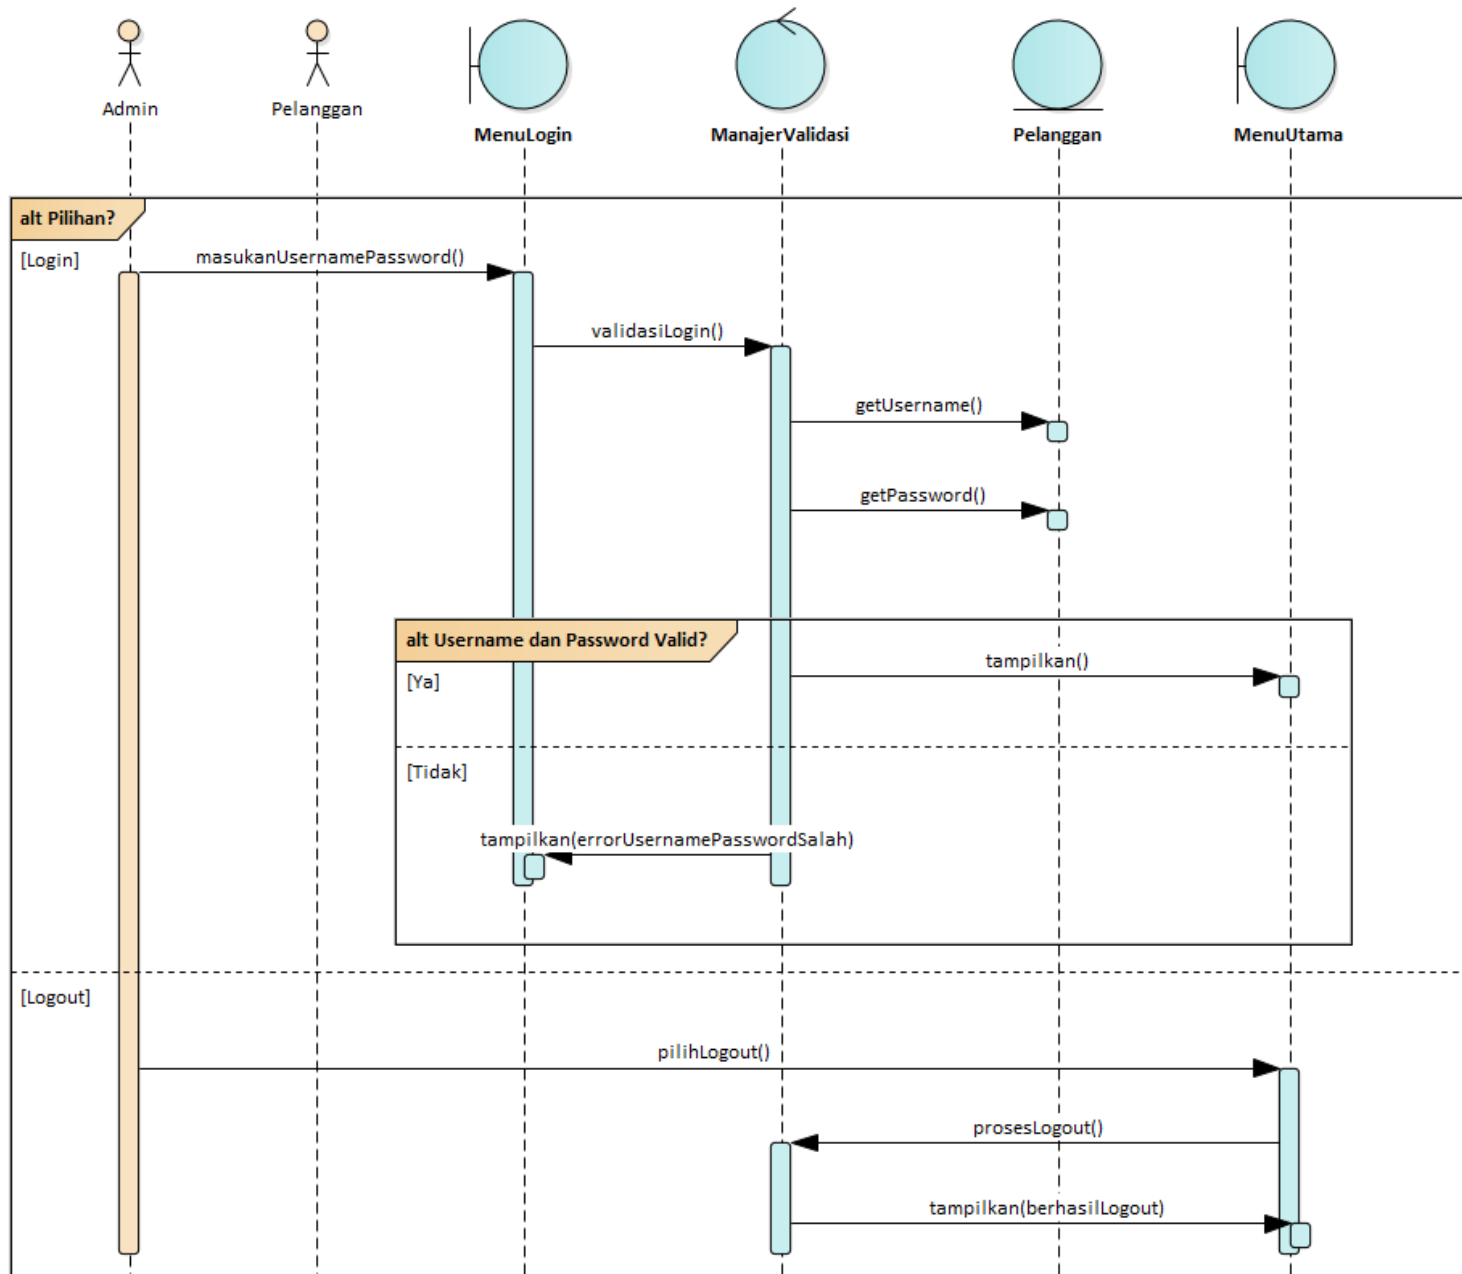 Admin
Pelanggan
MenuLogin
ManajerValidasi
Pelanggan
MenuUtama
alt Pilihan?
[Login]
masukanUsernamePassword()
validasiLogin()
getUsername()
getPassword()
alt Username dan Password Valid?
[Ya]
tampilkan()
[Tidak]
tampilkan(errorUsernamePasswordSalah)
[Logout]
pilihLogout()
prosesLogout()
tampilkan(berhasilLogout)